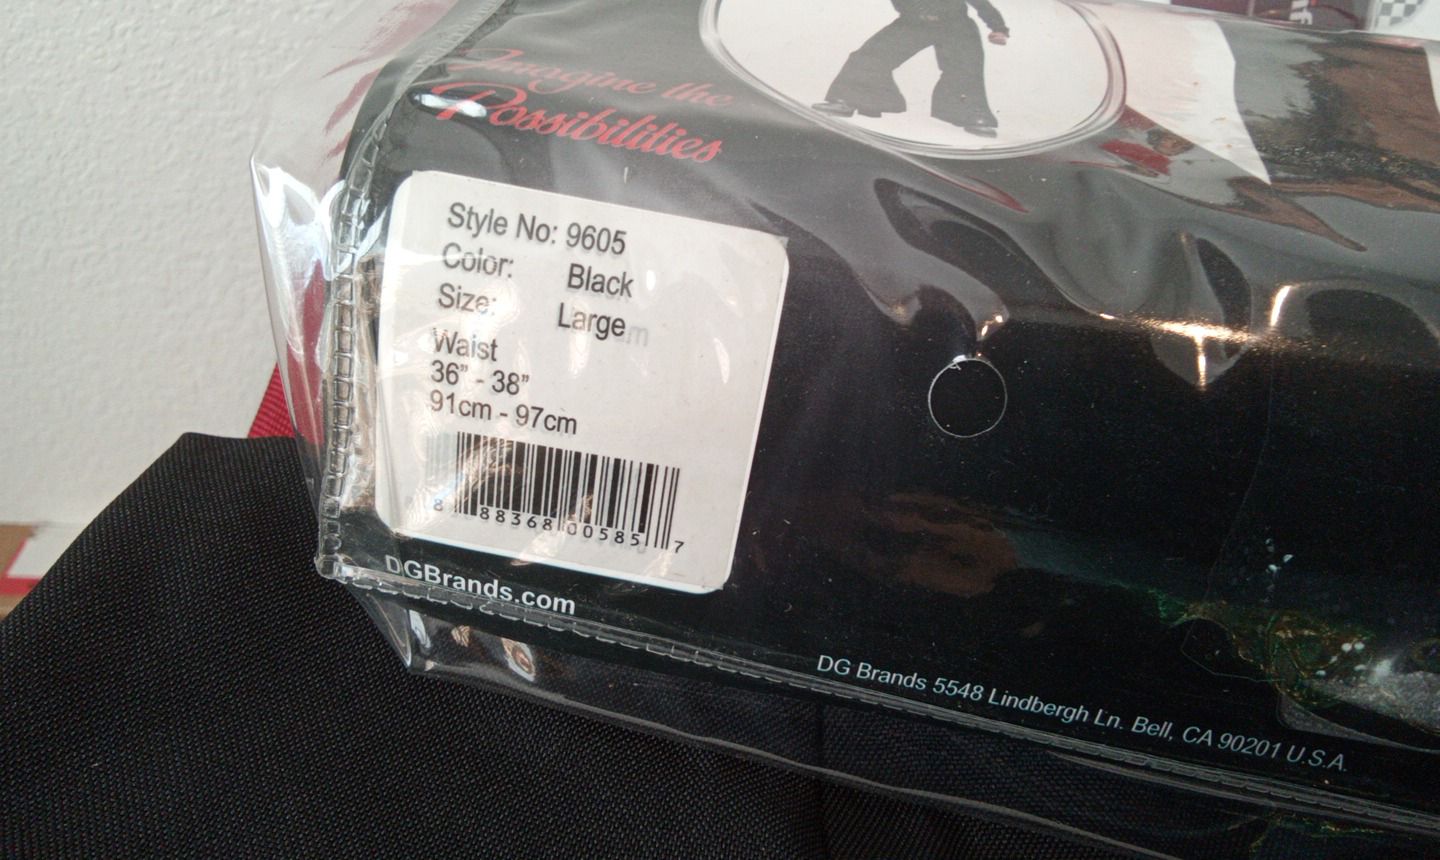 Imagine the
Possibilities
Style No: 9605
Color: Black
Size: Large
Waist
36" - 38"
91cm - 97cm
8 88368 00585 7
DGBrands.com
DG Brands 5548 Lindbergh Ln. Bell, CA 90201 U.S.A.